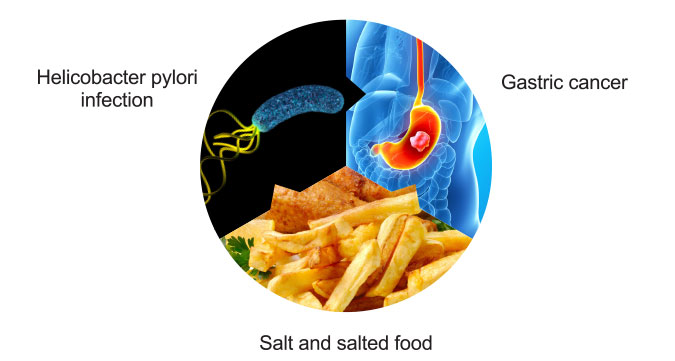 Helicobacter pylori
infection
Gastric cancer
Salt and salted food